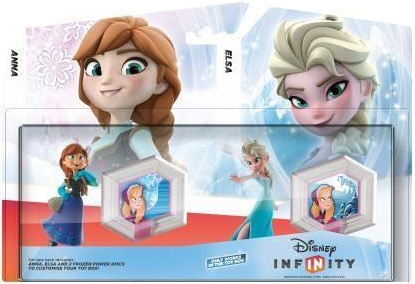 ANNA
ELSA
TOY BOX PACK INCLUDES:
ANNA, ELSA AND 2 FROZEN POWER DISCS
TO CUSTOMISE YOUR TOY BOX!
ONLY WORKS
IN THE TOY BOX
Disney
INFINITY